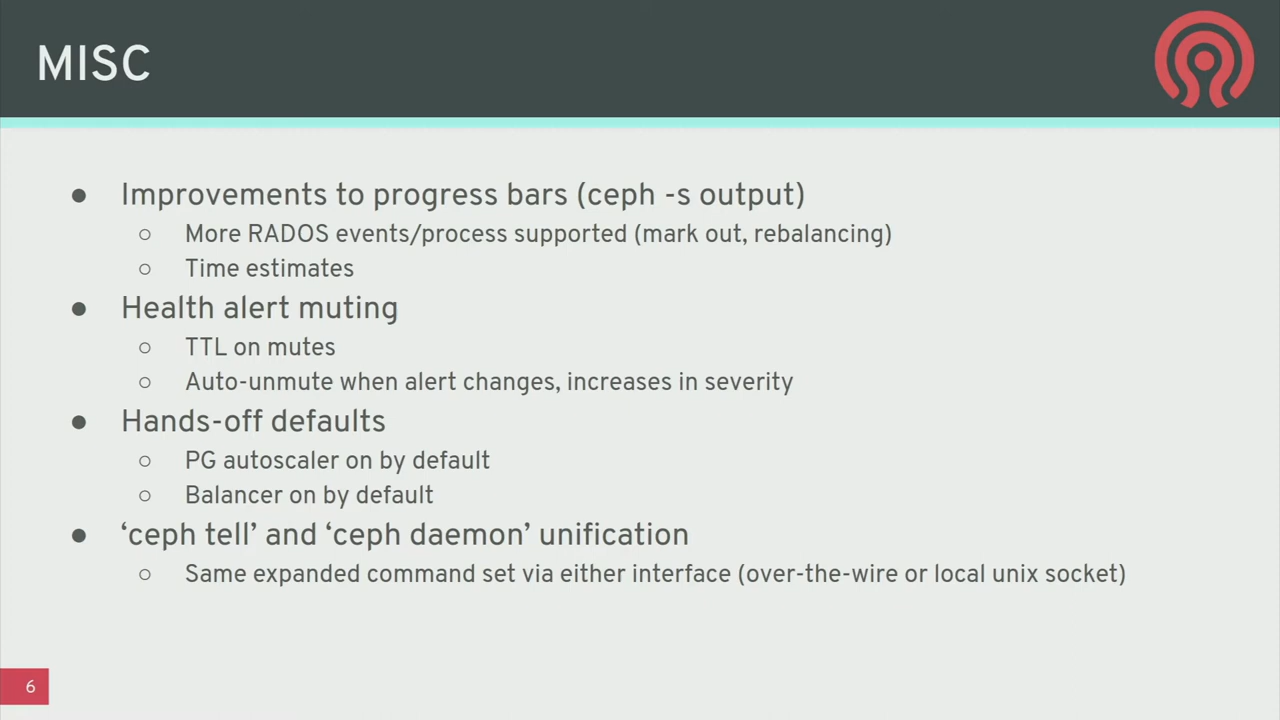 MISC
● Improvements to progress bars (ceph -s output)
○ More RADOS events/process supported (mark out, rebalancing)
○ Time estimates
● Health alert muting
○ TTL on mutes
○ Auto-unmute when alert changes, increases in severity
● Hands-off defaults
○ PG autoscaler on by default
○ Balancer on by default
● ‘ceph tell’ and ‘ceph daemon’ unification
○ Same expanded command set via either interface (over-the-wire or local unix socket)
6